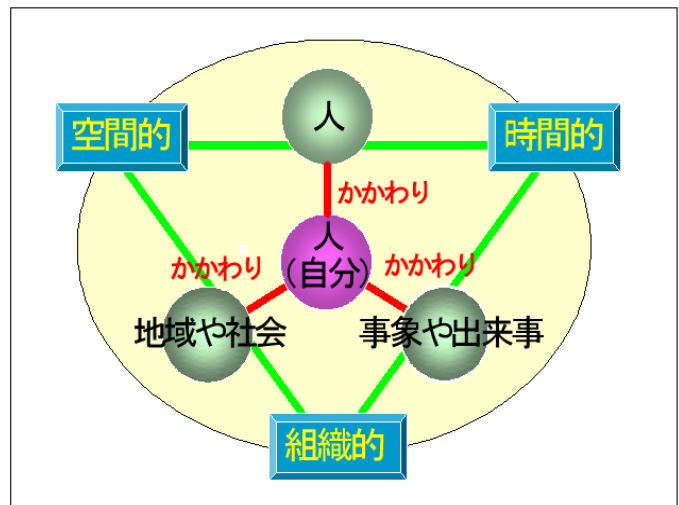 人
空間的
時間的
かかわり
人
(自分)
かかわり
かかわり
地域や社会
事象や出来事
組織的